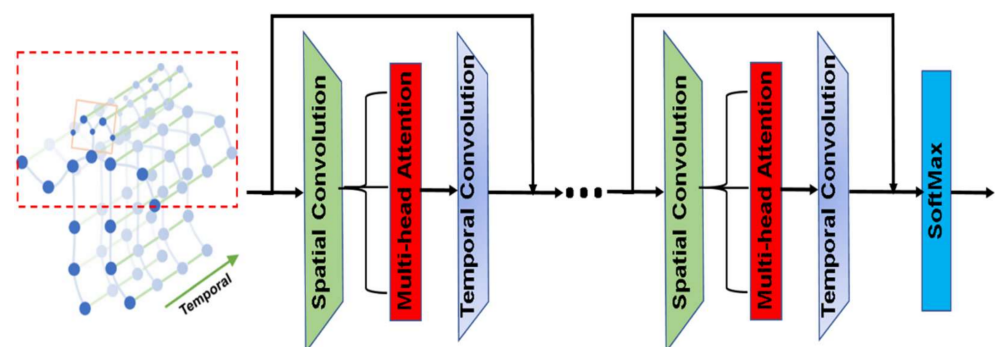 Temporal
Spatial Convolution
Multi-head Attention
Temporal Convolution
Spatial Convolution
Multi-head Attention
Temporal Convolution
SoftMax